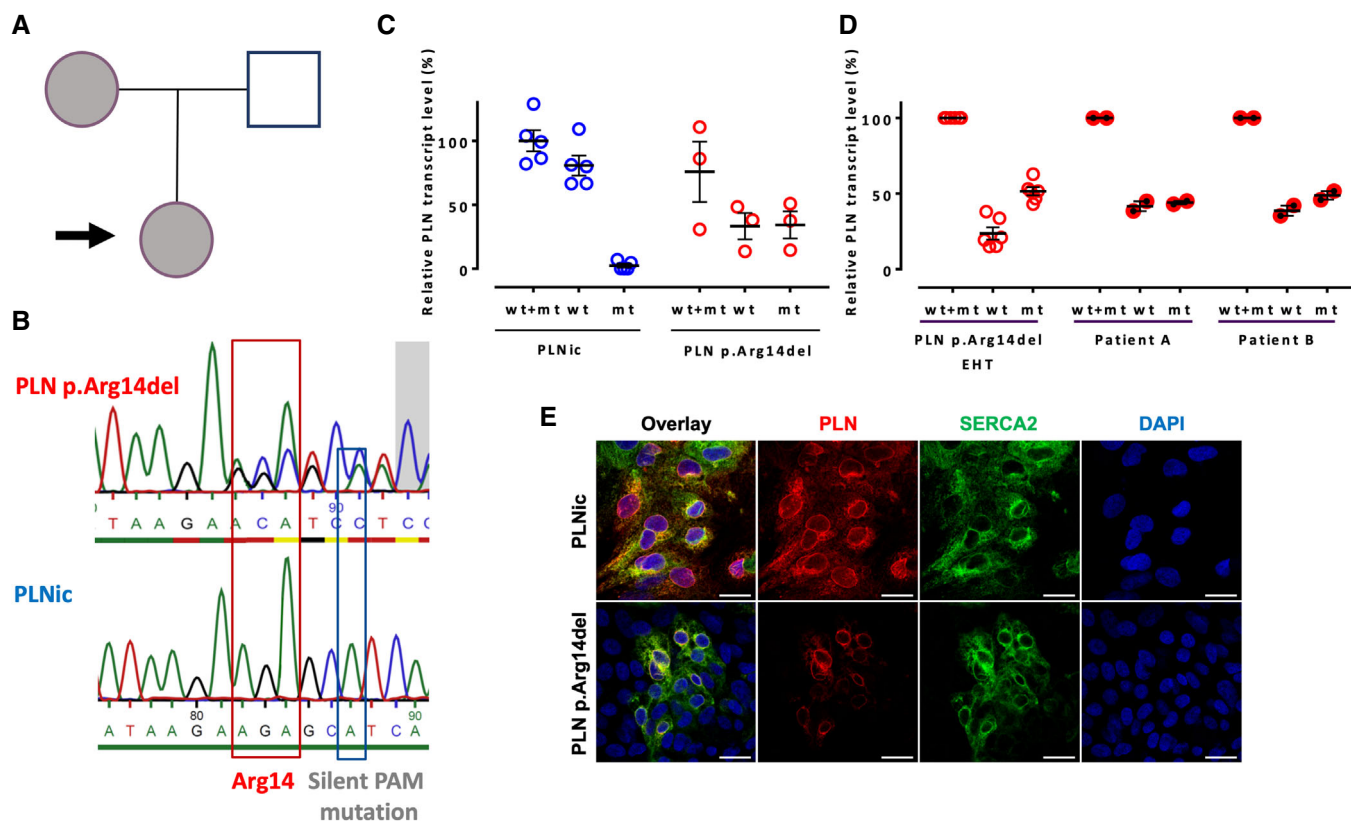 A
B
PLN p.Arg14del
90
T A A G A A C A T C C T C
PLNic
80
90
A T A A G A A G A G C A T C A
Arg14
Silent PAM
mutation
C
Relative PLN transcript level (%)
100
50
0
wt+mt wt mt
wt+mt wt mt
PLNic
PLN p.Arg14del
D
Relative PLN transcript level (%)
100
50
0
wt+mt wt mt
wt+mt wt mt
wt+mt wt mt
PLN p.Arg14del
EHT
Patient A
Patient B
E
Overlay
PLN
SERCA2
DAPI
PLNic
PLN p.Arg14del